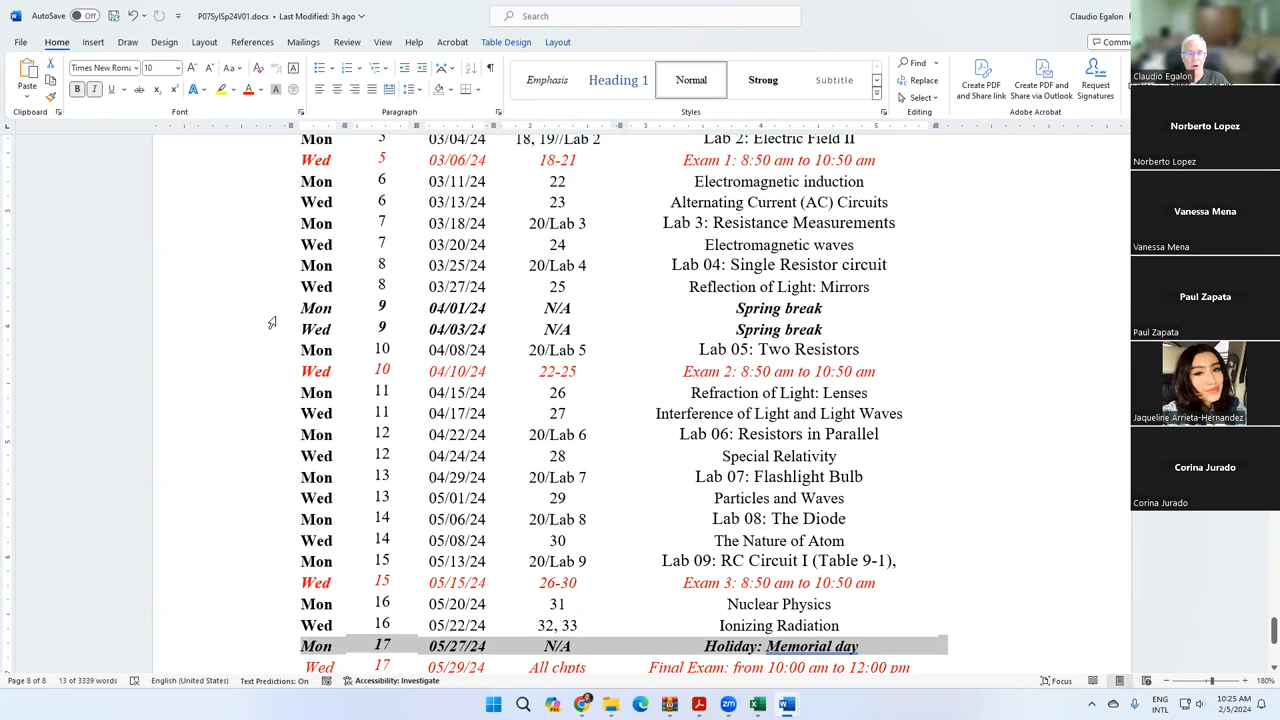 AutoSave Off P07SylSp24V01.docx • Last Modified: 3h ago Search Claudio Egalon
File Home Insert Draw Design Layout References Mailings Review View Help Acrobat Table Design Layout
Times New Rom 10
Paste
Clipboard Font Paragraph
Emphasis Heading 1 Normal Strong Subtitle
Styles
Find Replace Select
Editing
Create PDF and Share link Create PDF and Share via Outlook Request Signatures
Adobe Acrobat
Mon 5 03/04/24 18, 19//Lab 2 Lab 2: Electric Field II
Wed 5 03/06/24 18-21 Exam 1: 8:50 am to 10:50 am
Mon 6 03/11/24 22 Electromagnetic induction
Wed 6 03/13/24 23 Alternating Current (AC) Circuits
Mon 7 03/18/24 20/Lab 3 Lab 3: Resistance Measurements
Wed 7 03/20/24 24 Electromagnetic waves
Mon 8 03/25/24 20/Lab 4 Lab 04: Single Resistor circuit
Wed 8 03/27/24 25 Reflection of Light: Mirrors
Mon 9 04/01/24 N/A Spring break
Wed 9 04/03/24 N/A Spring break
Mon 10 04/08/24 20/Lab 5 Lab 05: Two Resistors
Wed 10 04/10/24 22-25 Exam 2: 8:50 am to 10:50 am
Mon 11 04/15/24 26 Refraction of Light: Lenses
Wed 11 04/17/24 27 Interference of Light and Light Waves
Mon 12 04/22/24 20/Lab 6 Lab 06: Resistors in Parallel
Wed 12 04/24/24 28 Special Relativity
Mon 13 04/29/24 20/Lab 7 Lab 07: Flashlight Bulb
Wed 13 05/01/24 29 Particles and Waves
Mon 14 05/06/24 20/Lab 8 Lab 08: The Diode
Wed 14 05/08/24 30 The Nature of Atom
Mon 15 05/13/24 20/Lab 9 Lab 09: RC Circuit I (Table 9-1),
Wed 15 05/15/24 26-30 Exam 3: 8:50 am to 10:50 am
Mon 16 05/20/24 31 Nuclear Physics
Wed 16 05/22/24 32, 33 Ionizing Radiation
Mon 17 05/27/24 N/A Holiday: Memorial day
Wed 17 05/29/24 All chpts Final Exam: from 10:00 am to 12:00 pm
Page 8 of 8 13 of 3339 words English (United States) Text Predictions: On Accessibility: Investigate Focus 180%
ENG INTL 10:25 AM 2/5/2024
Claudio Egalon
Norberto Lopez
Norberto Lopez
Vanessa Mena
Vanessa Mena
Paul Zapata
Paul Zapata
Jaqueline Arrieta-Hernandez
Corina Jurado
Corina Jurado